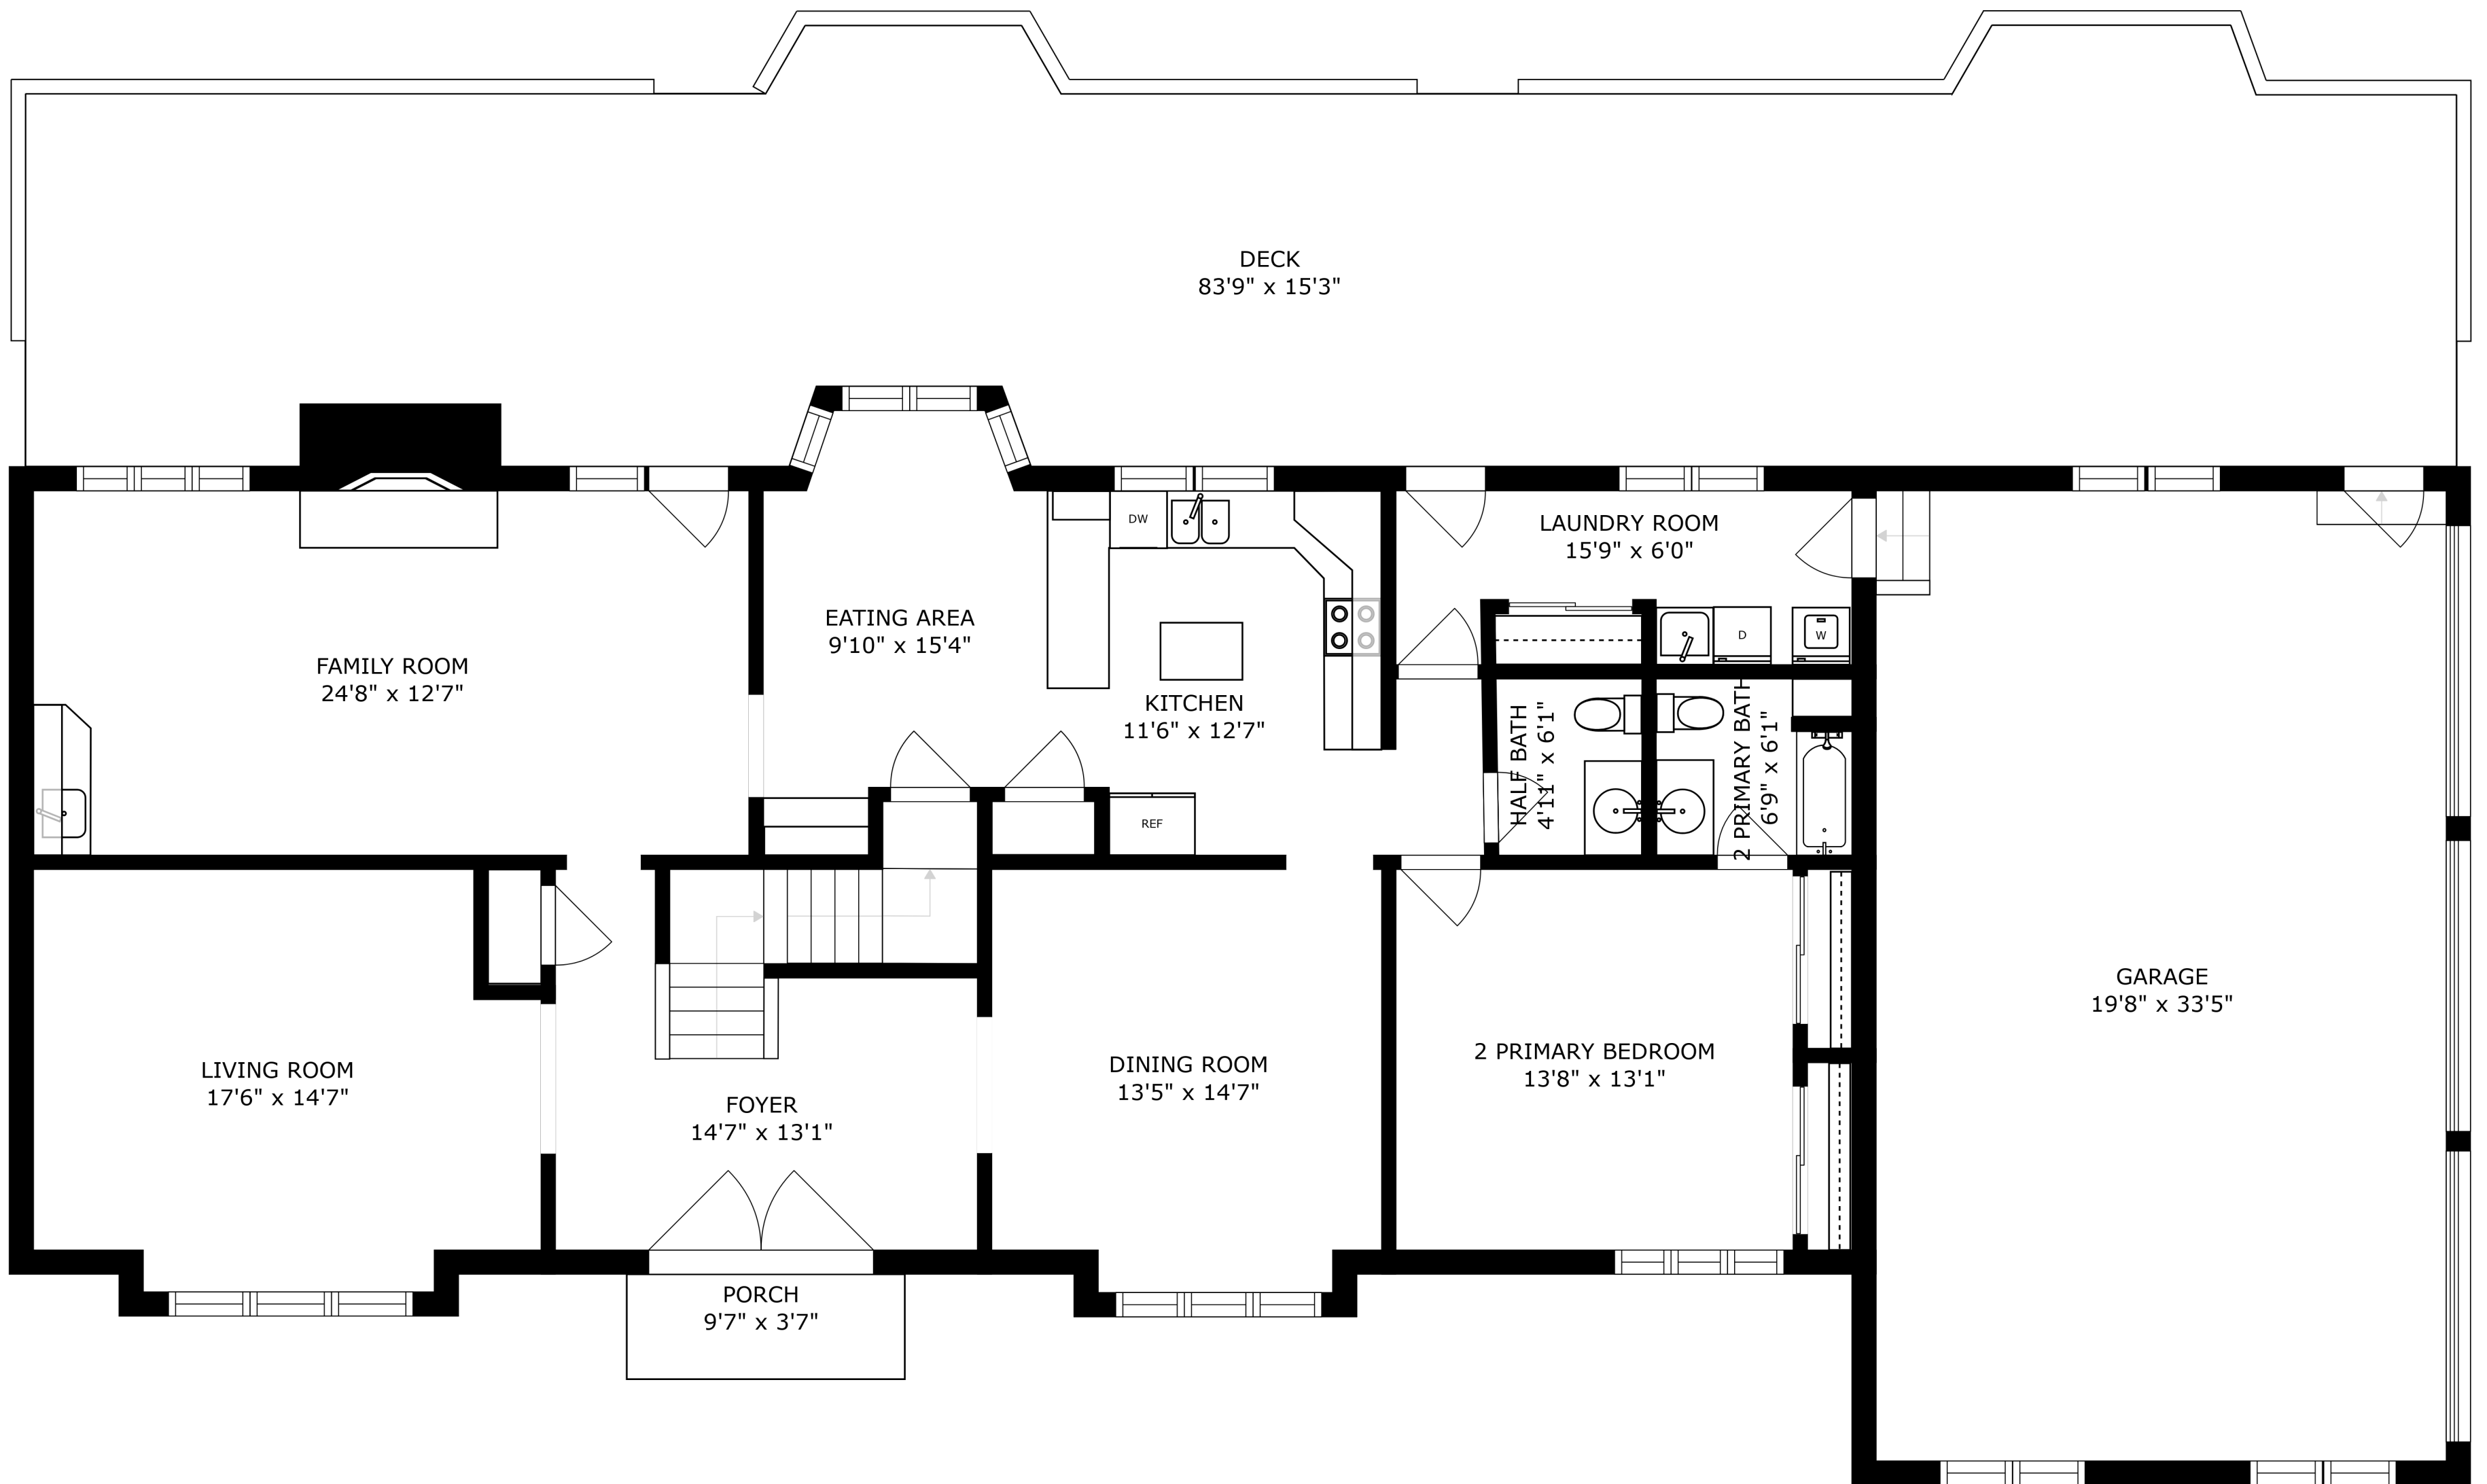 DECK
83'9" x 15'3"
LAUNDRY ROOM
15'9" x 6'0"
DW
EATING AREA
9'10" x 15'4"
D
W
FAMILY ROOM
24'8" x 12'7"
KITCHEN
11'6" x 12'7"
HALF BATH
4'11" x 6'1"
2 PRIMARY BATH
6'9" x 6'1"
REF
GARAGE
19'8" x 33'5"
2 PRIMARY BEDROOM
13'8" x 13'1"
LIVING ROOM
17'6" x 14'7"
DINING ROOM
13'5" x 14'7"
FOYER
14'7" x 13'1"
PORCH
9'7" x 3'7"